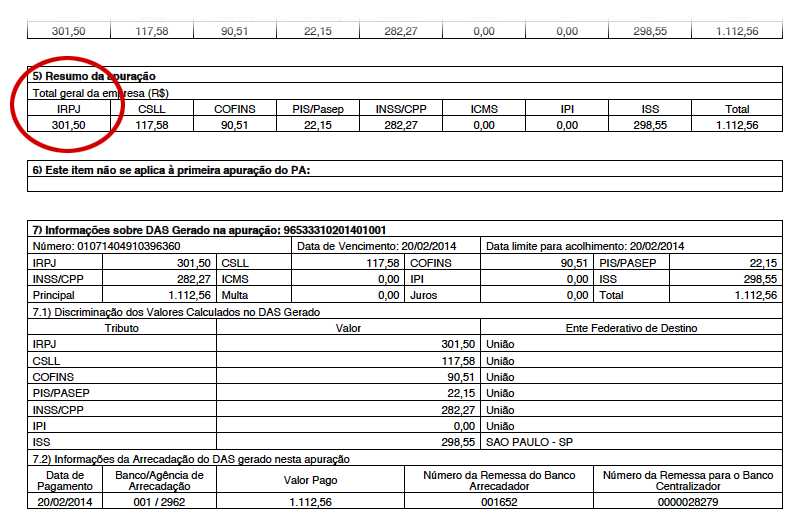 301,50 117,58 90,51 22,15 282,27 0,00 0,00 298,55 1.112,56
5) Resumo da apuração
Total geral da empresa (R$)
IRPJ CSLL COFINS PIS/Pasep INSS/CPP ICMS IPI ISS Total
301,50 117,58 90,51 22,15 282,27 0,00 0,00 298,55 1.112,56
6) Este item não se aplica à primeira apuração do PA:
7) Informações sobre DAS Gerado na apuração: 96533310201401001
Número: 01071404910396360 Data de Vencimento: 20/02/2014 Data limite para acolhimento: 20/02/2014
IRPJ 301,50 CSLL 117,58 COFINS 90,51 PIS/PASEP 22,15
INSS/CPP 282,27 ICMS 0,00 IPI 0,00 ISS 298,55
Principal 1.112,56 Multa 0,00 Juros 0,00 Total 1.112,56
7.1) Discriminação dos Valores Calculados no DAS Gerado
Tributo Valor Ente Federativo de Destino
IRPJ 301,50 União
CSLL 117,58 União
COFINS 90,51 União
PIS/PASEP 22,15 União
INSS/CPP 282,27 União
IPI 0,00 União
ISS 298,55 SAO PAULO - SP
7.2) Informações da Arrecadação do DAS gerado nesta apuração
Data de Pagamento Banco/Agência de Arrecadação Valor Pago Número da Remessa do Banco Arrecadador Número da Remessa para o Banco Centralizador
20/02/2014 001 / 2962 1.112,56 001652 0000028279